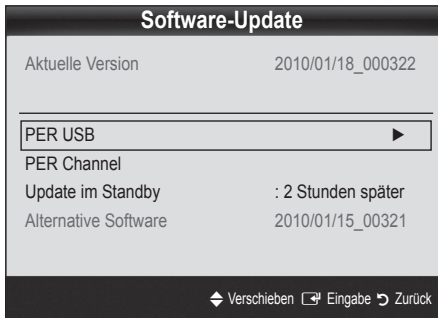 Software-Update
Aktuelle Version 2010/01/18_000322
PER USB ►
PER Channel
Update im Standby : 2 Stunden später
Alternative Software 2010/01/15_00321
Verschieben Eingabe Zurück